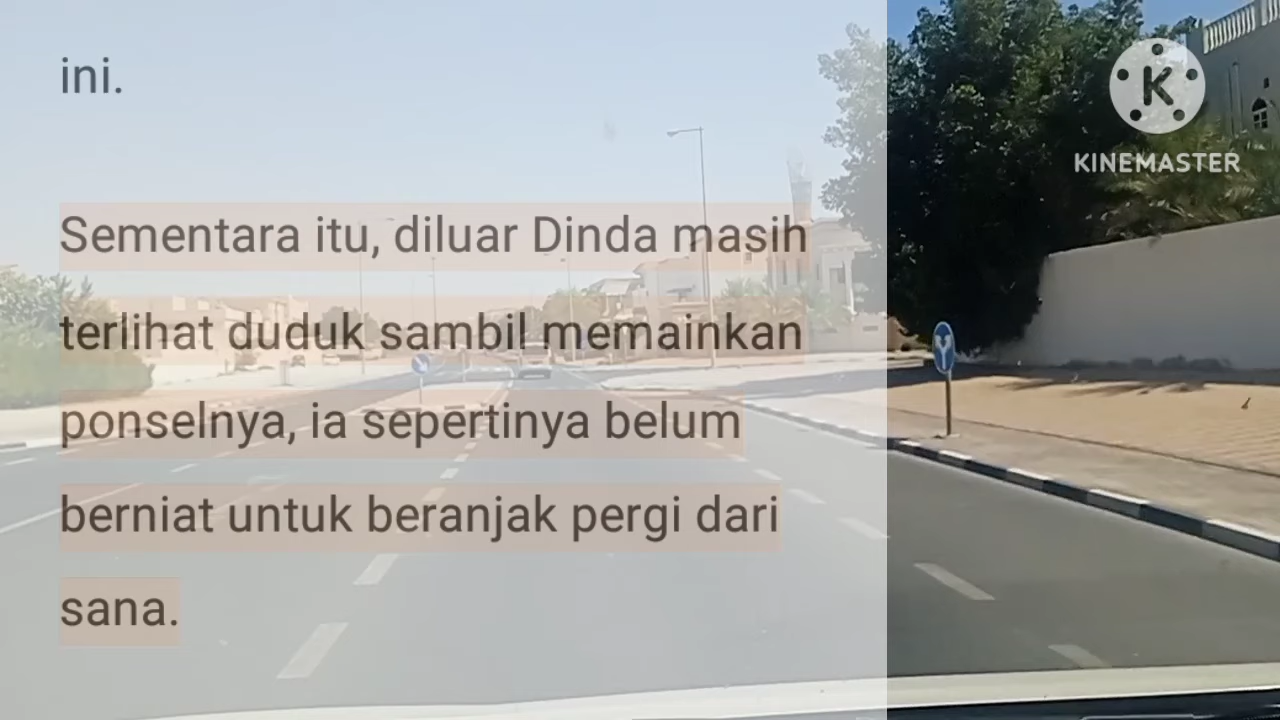 ini.
Sementara itu, diluar Dinda masih
terlihat duduk sambil memainkan
ponselnya, ia sepertinya belum
berniat untuk beranjak pergi dari
sana.
K
KINEMASTER